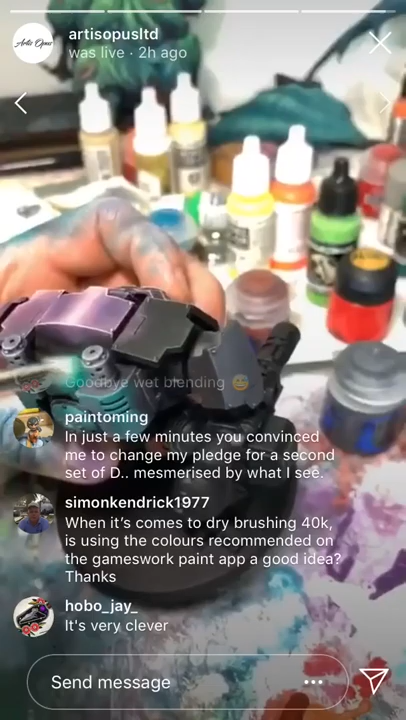 Artis Opus
artisopusltd
was live · 2h ago
Goodbye wet blending 😅
paintoming
In just a few minutes you convinced
me to change my pledge for a second
set of D.. mesmerised by what I see.
simonkendrick1977
When it's comes to dry brushing 40k,
is using the colours recommended on
the gameswork paint app a good idea?
Thanks
hobo_jay_
It's very clever
Send message